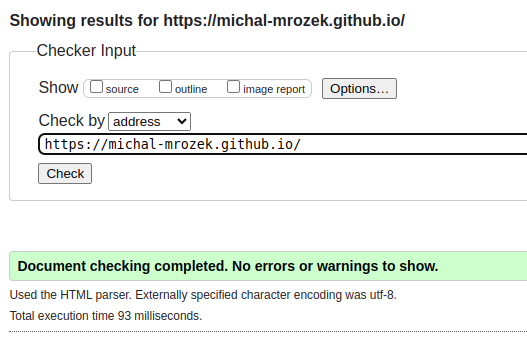 Showing results for https://michal-mrozek.github.io/
Checker Input
Show source outline image report Options...
Check by address
https://michal-mrozek.github.io/
Check
Document checking completed. No errors or warnings to show.
Used the HTML parser. Externally specified character encoding was utf-8.
Total execution time 93 milliseconds.